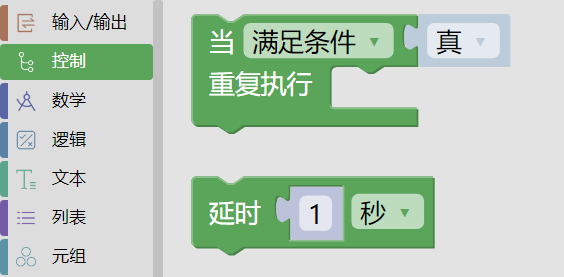 输入/输出
控制
数学
逻辑
文本
列表
元组
当 满足条件 真
重复执行
延时 1 秒